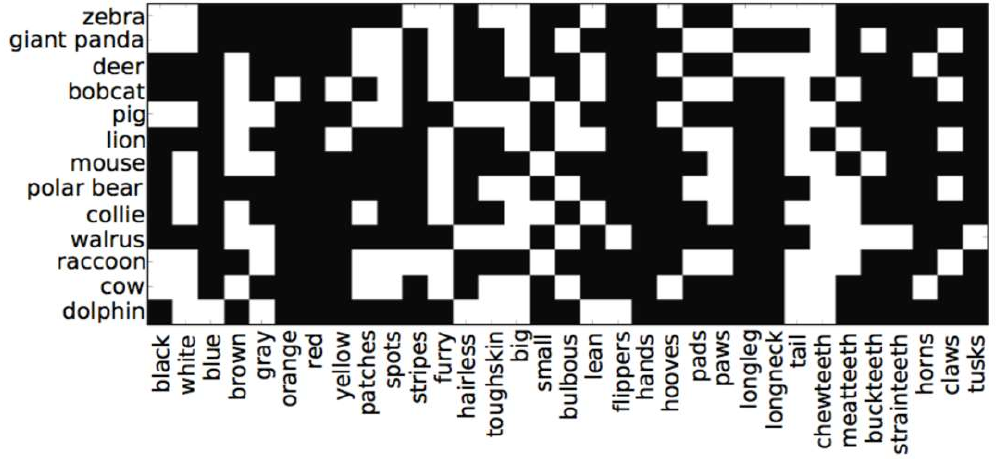 zebra
giant panda
deer
bobcat
pig
lion
mouse
polar bear
collie
walrus
raccoon
cow
dolphin
black
white
blue
brown
gray
orange
red
yellow
patches
spots
stripes
furry
hairless
toughskin
big
small
bulbous
lean
flippers
hands
hooves
pads
paws
longleg
longneck
tail
chewteeth
meatteeth
buckteeth
strainteeth
horns
claws
tusks